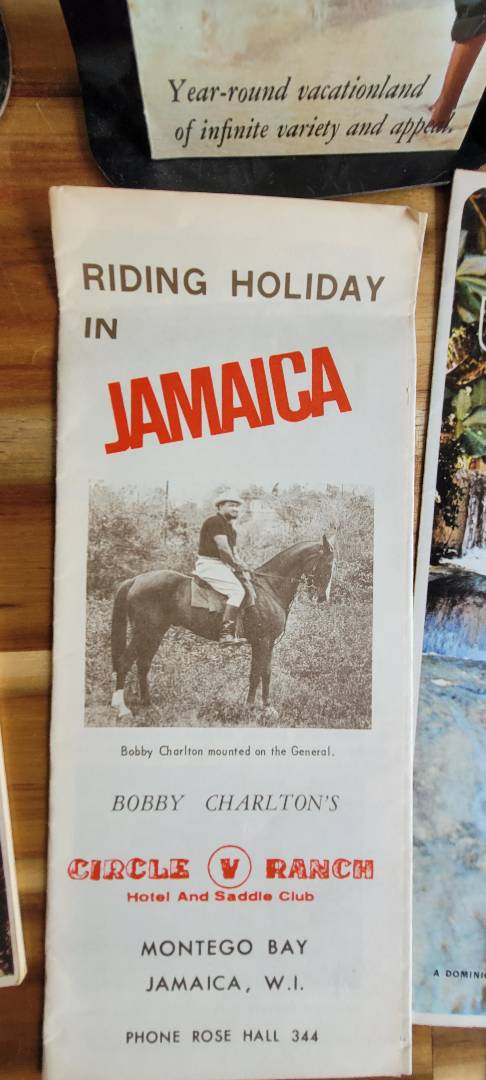 Year-round vacationland
of infinite variety and appeal.
RIDING HOLIDAY
IN
JAMAICA
Bobby Charlton mounted on the General.
BOBBY CHARLTON'S
CIRCLE V RANCH
Hotel And Saddle Club
MONTEGO BAY
JAMAICA, W.I.
PHONE ROSE HALL 344
A DOMINI